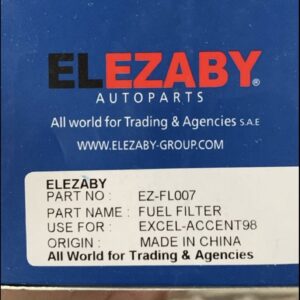 ELEZABY®
AUTOPARTS
All world for Trading & Agencies S.A.E
WWW.ELEZABY-GROUP.COM
ELEZABY
PART NO : EZ-FL007
PART NAME : FUEL FILTER
USE FOR : EXCEL-ACCENT98
ORIGIN : MADE IN CHINA
All World for Trading & Agencies